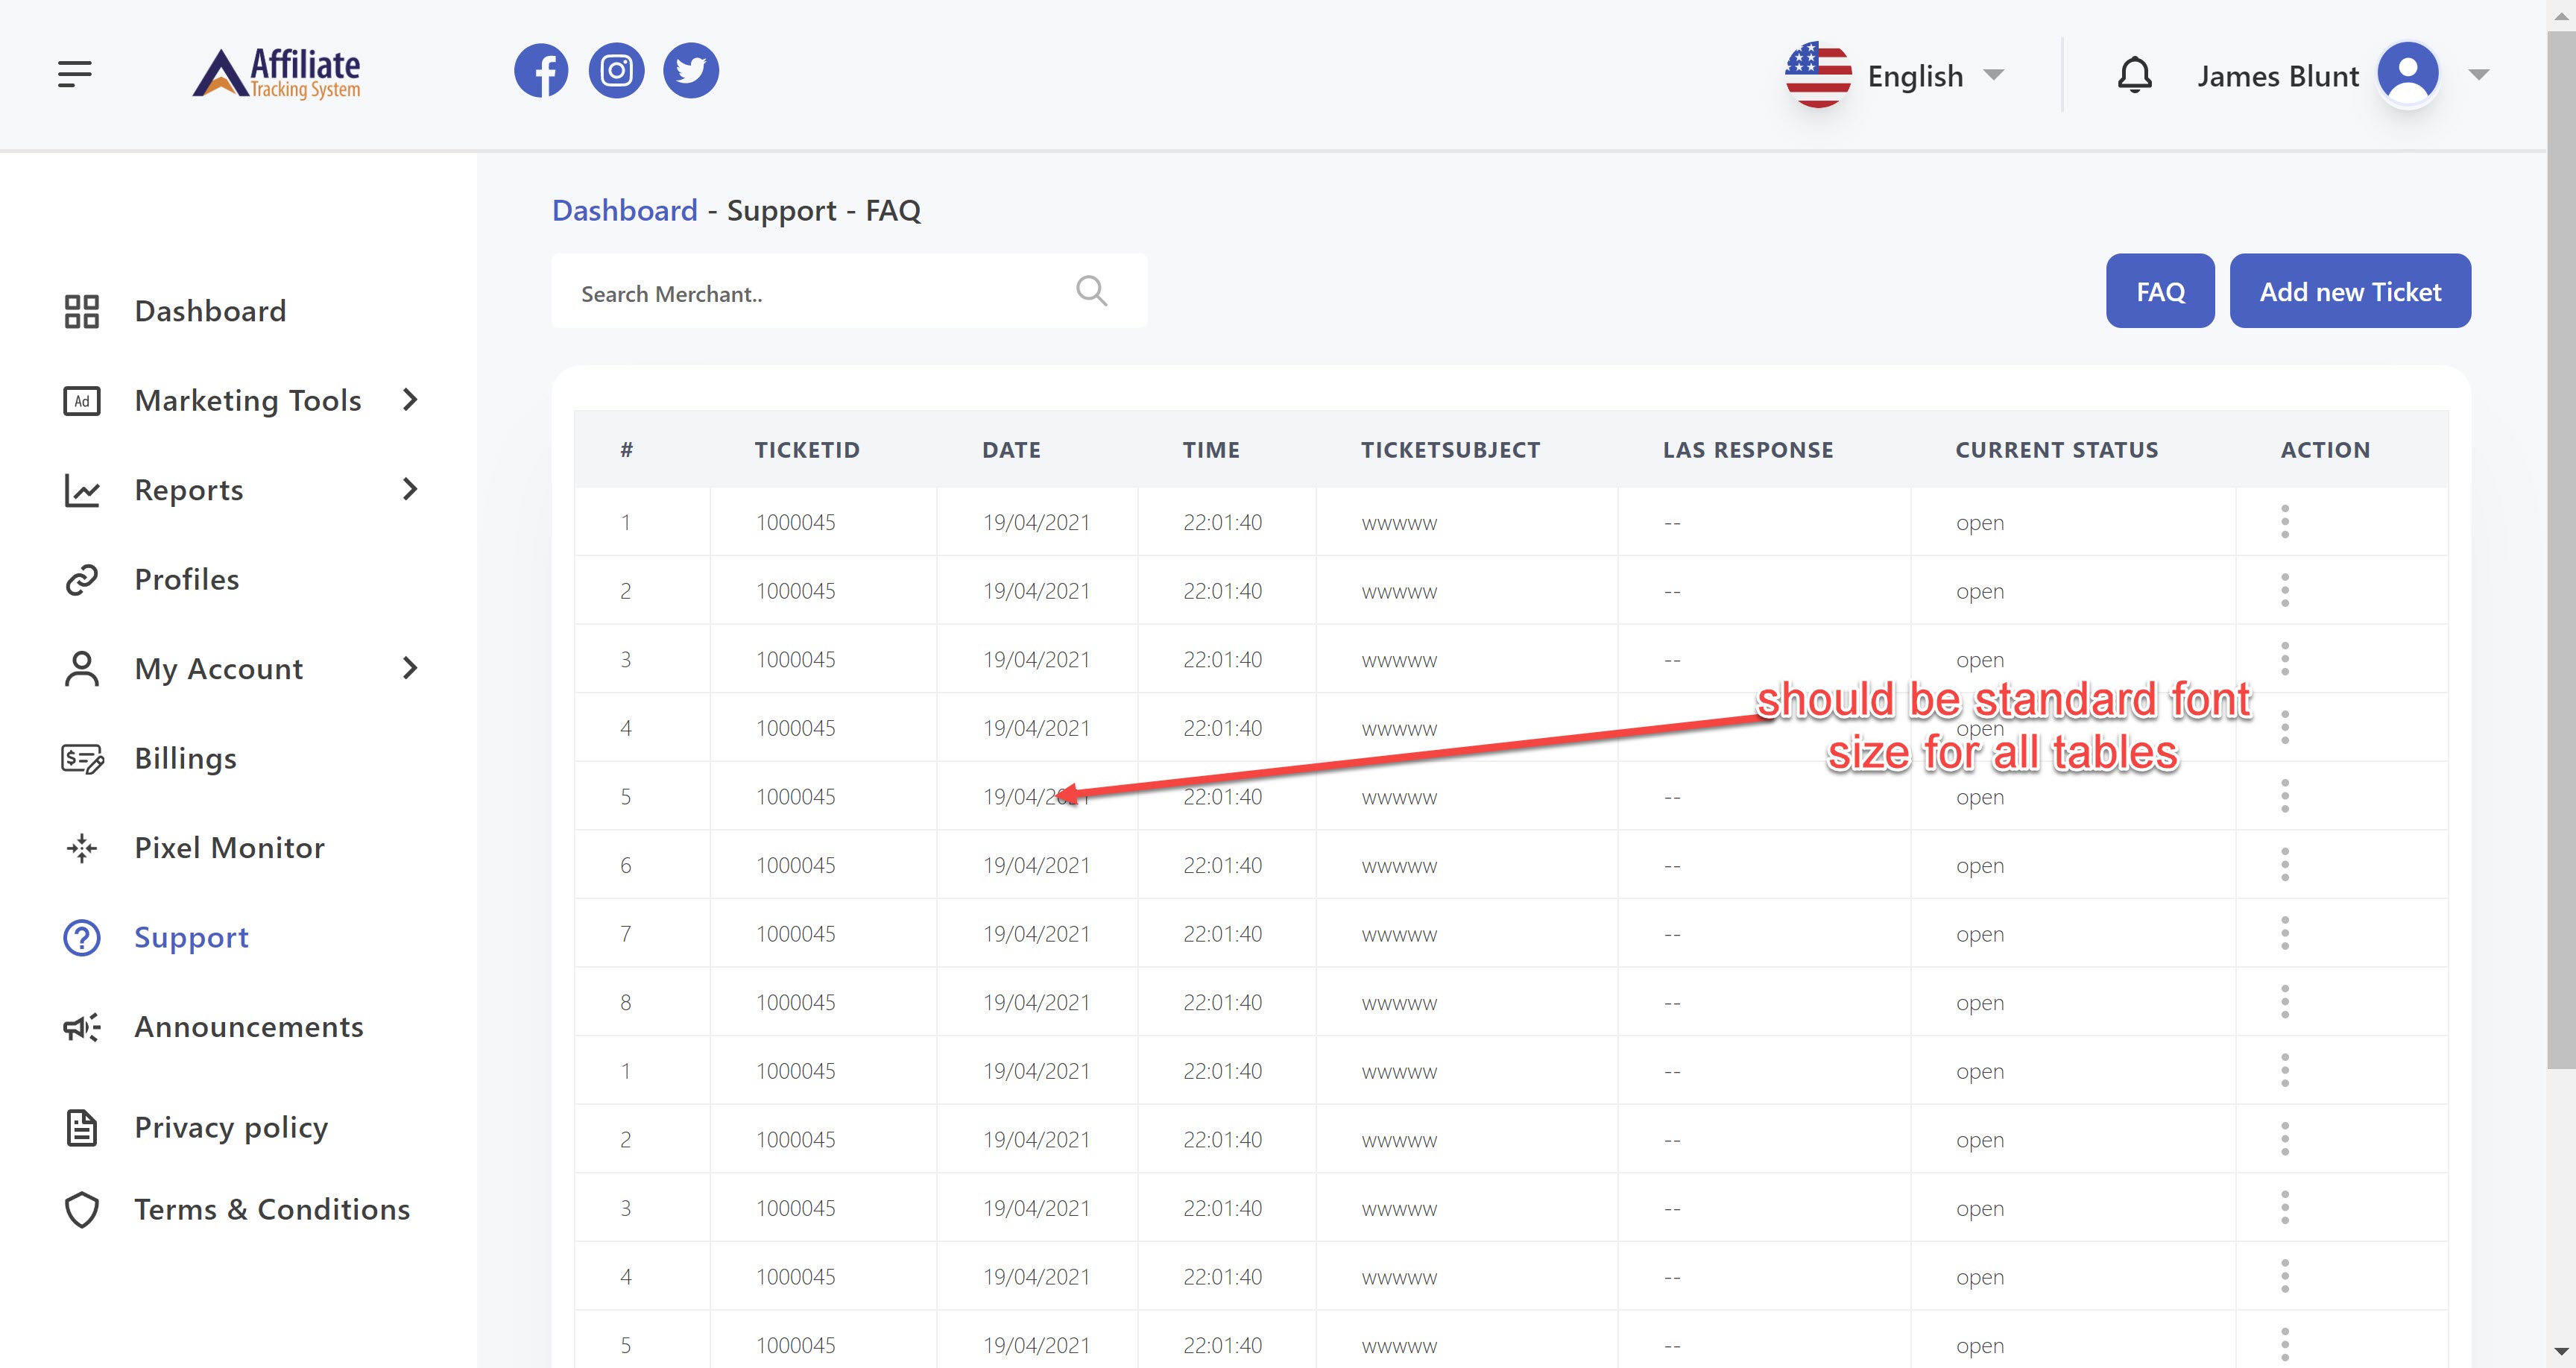 Affiliate
Tracking System
English
James Blunt
Dashboard - Support - FAQ
Search Merchant..
FAQ
Add new Ticket
Dashboard
Ad
Marketing Tools
Reports
Profiles
My Account
Billings
Pixel Monitor
Support
Announcements
Privacy policy
Terms & Conditions
# TICKETID DATE TIME TICKETSUBJECT LAS RESPONSE CURRENT STATUS ACTION
1 1000045 19/04/2021 22:01:40 wwwww -- open
2 1000045 19/04/2021 22:01:40 wwwww -- open
3 1000045 19/04/2021 22:01:40 wwwww -- open
4 1000045 19/04/2021 22:01:40 wwwww open
should be standard font
size for all tables
5 1000045 19/04/2021 22:01:40 wwwww -- open
6 1000045 19/04/2021 22:01:40 wwwww -- open
7 1000045 19/04/2021 22:01:40 wwwww -- open
8 1000045 19/04/2021 22:01:40 wwwww -- open
1 1000045 19/04/2021 22:01:40 wwwww -- open
2 1000045 19/04/2021 22:01:40 wwwww -- open
3 1000045 19/04/2021 22:01:40 wwwww -- open
4 1000045 19/04/2021 22:01:40 wwwww -- open
5 1000045 19/04/2021 22:01:40 wwwww -- open